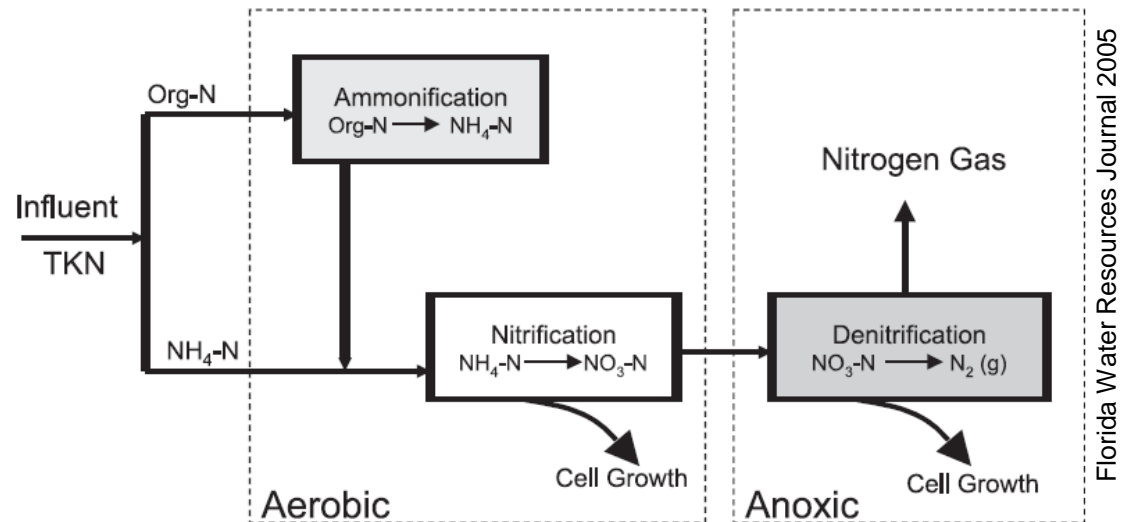 Org-N
Ammonification
Org-N → NH₄-N
Influent
TKN
NH₄-N
Nitrification
NH₄-N → NO₃-N
Cell Growth
Aerobic
Nitrogen Gas
Denitrification
NO₃-N → N₂ (g)
Cell Growth
Anoxic
Florida Water Resources Journal 2005